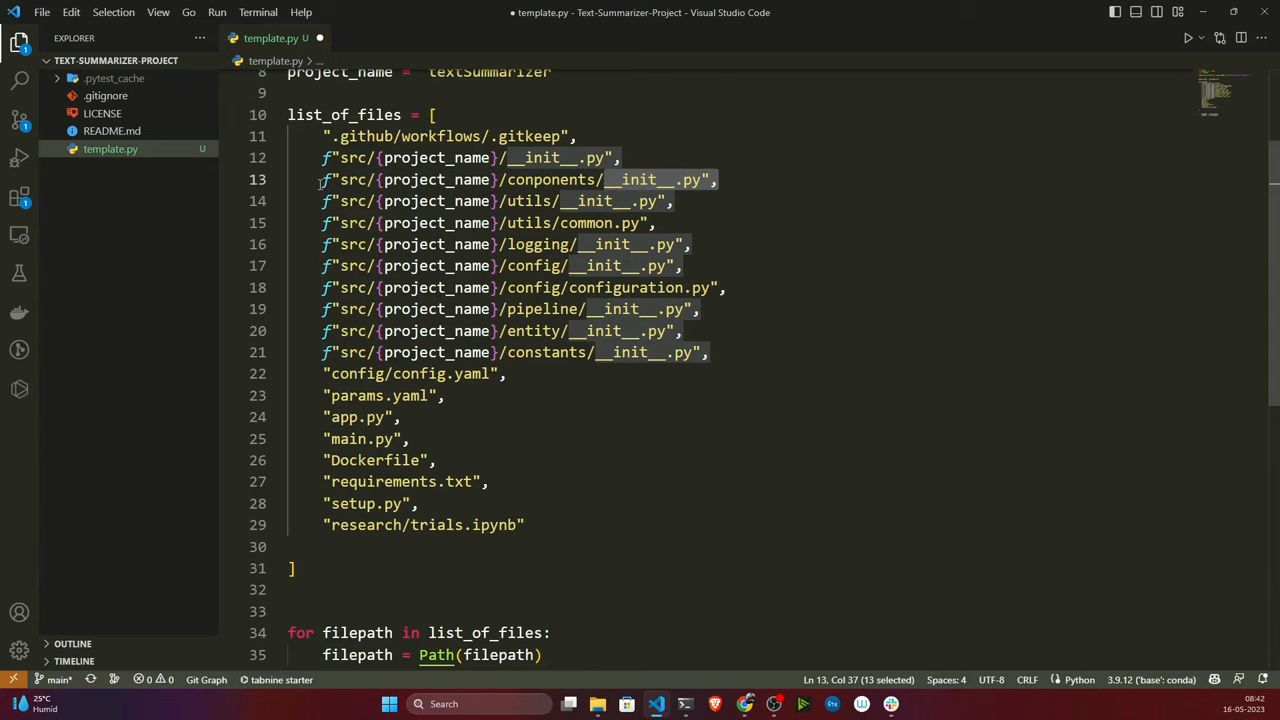 File Edit Selection View Go Run Terminal Help
● template.py - Text-Summarizer-Project - Visual Studio Code
EXPLORER
template.py U
TEXT-SUMMARIZER-PROJECT
template.py > ...
.pytest_cache
.gitignore
LICENSE
README.md
template.py U
8 project_name = "textSummarizer"
9
10 list_of_files = [
11 ".github/workflows/.gitkeep",
12 f"src/{project_name}/__init__.py",
13 f"src/{project_name}/conponents/__init__.py",
14 f"src/{project_name}/utils/__init__.py",
15 f"src/{project_name}/utils/common.py",
16 f"src/{project_name}/logging/__init__.py",
17 f"src/{project_name}/config/__init__.py",
18 f"src/{project_name}/config/configuration.py",
19 f"src/{project_name}/pipeline/__init__.py",
20 f"src/{project_name}/entity/__init__.py",
21 f"src/{project_name}/constants/__init__.py",
22 "config/config.yaml",
23 "params.yaml",
24 "app.py",
25 "main.py",
26 "Dockerfile",
27 "requirements.txt",
28 "setup.py",
29 "research/trials.ipynb"
30
31 ]
32
33
34 for filepath in list_of_files:
35 filepath = Path(filepath)
OUTLINE
TIMELINE
main* 0 0 Git Graph tabnine starter
Ln 13, Col 37 (13 selected) Spaces: 4 UTF-8 CRLF Python 3.9.12 ('base': conda)
25°C
Humid
Search
08:42
16-05-2023